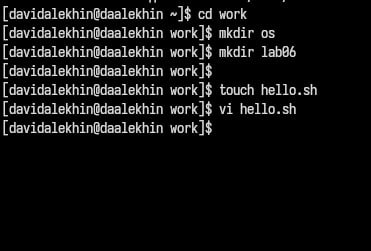 [davidalekhin@daalekhin ~]$ cd work
[davidalekhin@daalekhin work]$ mkdir os
[davidalekhin@daalekhin work]$ mkdir lab06
[davidalekhin@daalekhin work]$
[davidalekhin@daalekhin work]$ touch hello.sh
[davidalekhin@daalekhin work]$ vi hello.sh
[davidalekhin@daalekhin work]$